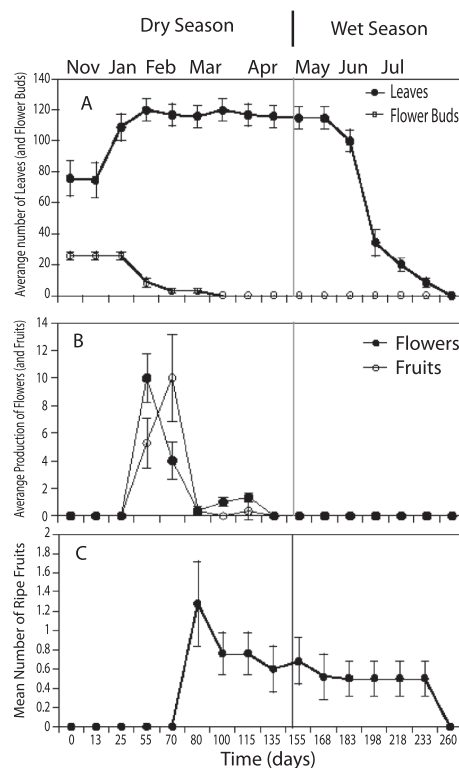 Dry Season Wet Season
Nov Jan Feb Mar Apr May Jun Jul
A
Leaves
Flower Buds
Averange number of Leaves (and Flower Buds)
140
120
100
80
60
40
20
0
B
Flowers
Fruits
Averange Production of Flowers (and Fruits)
14
12
10
8
6
4
2
0
C
Mean Number of Ripe Fruits
2
1.8
1.6
1.4
1.2
1
0.8
0.6
0.4
0.2
0
0 13 25 55 70 80 100 115 135 155 168 183 198 218 233 260
Time (days)